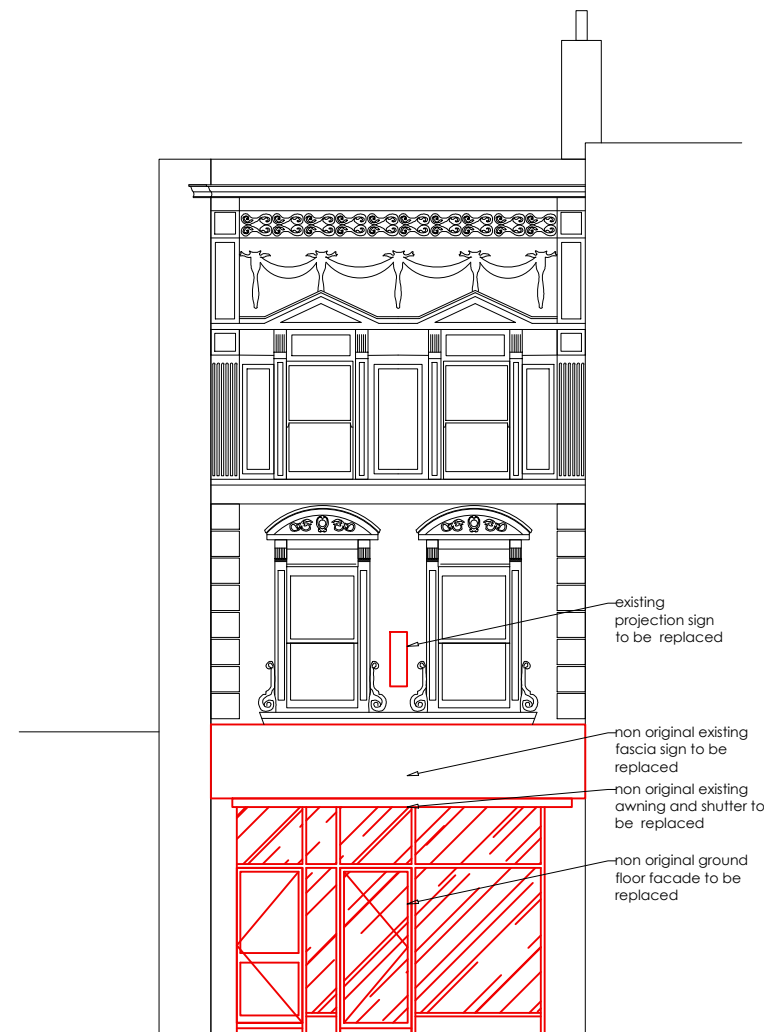 existing
projection sign
to be replaced
non original existing
fascia sign to be
replaced
non original existing
awning and shutter to
be replaced
non original ground
floor facade to be
replaced